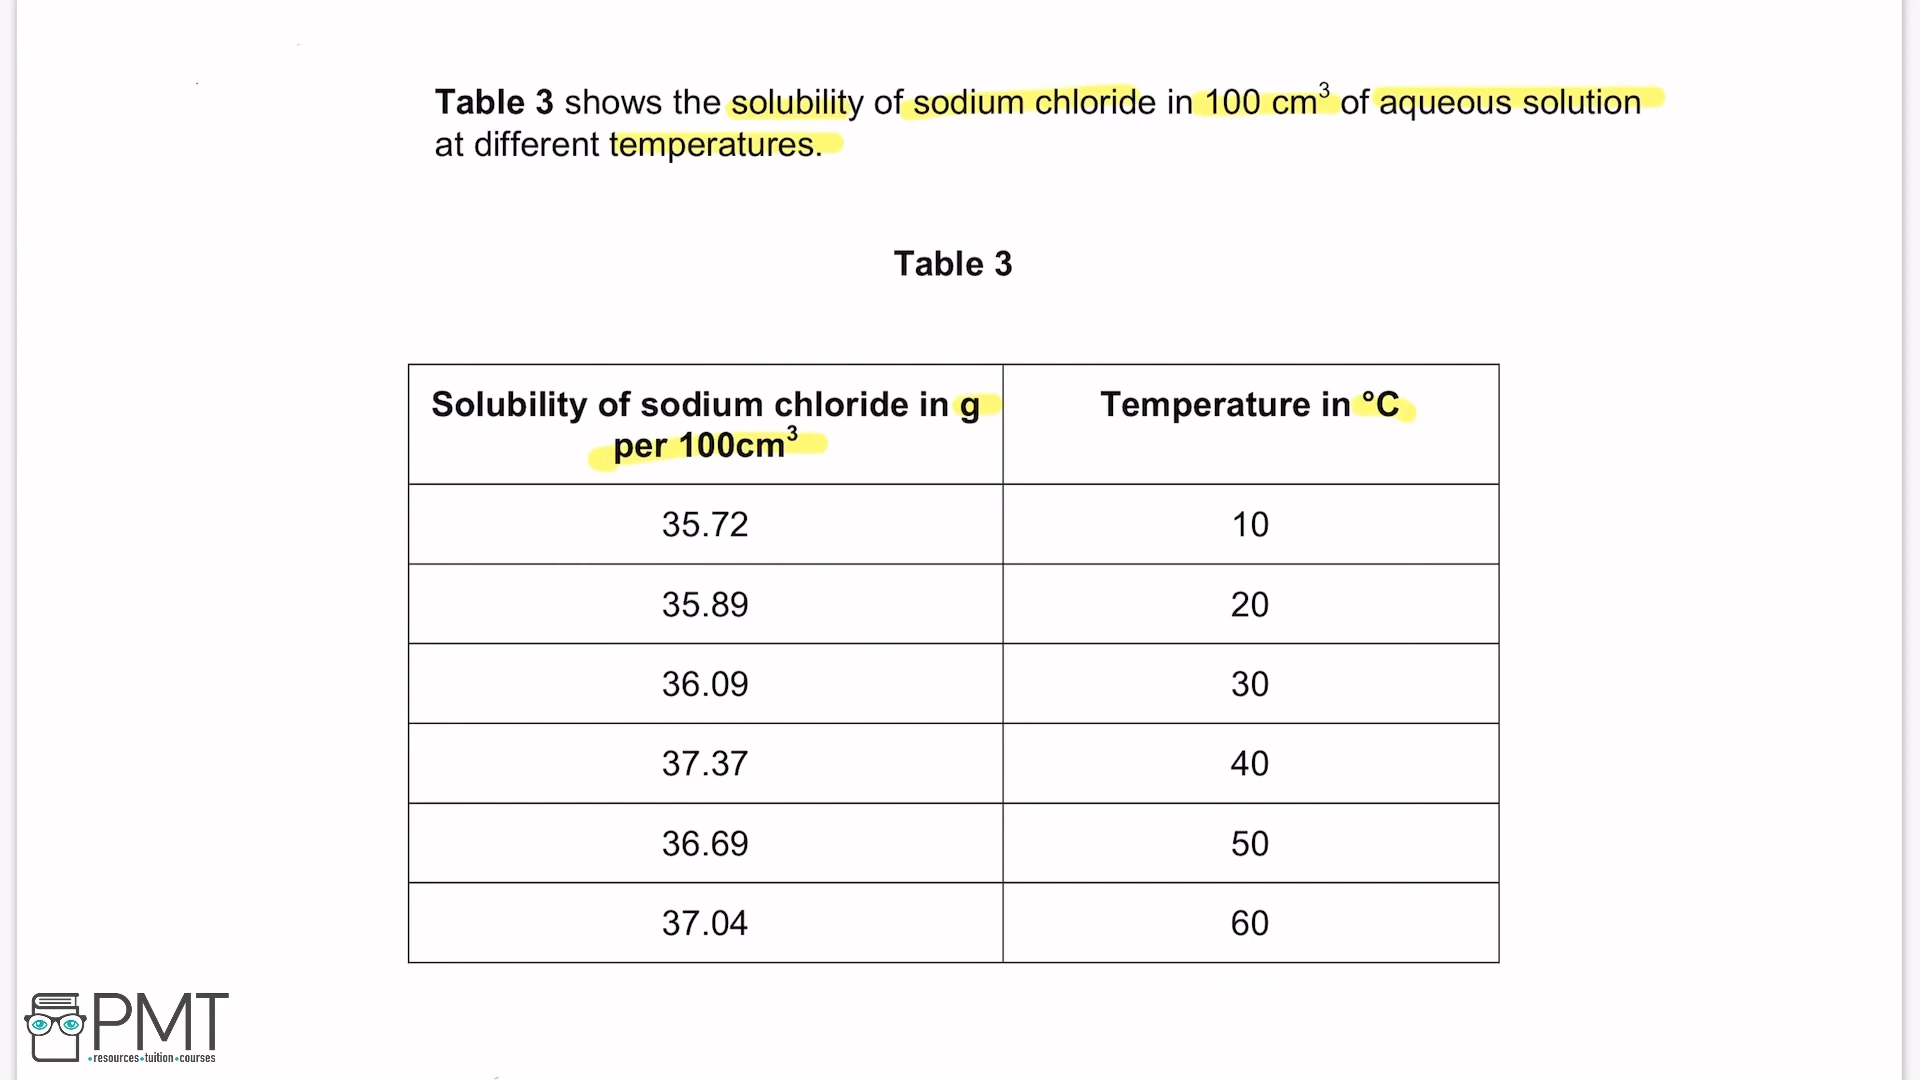 Table 3 shows the solubility of sodium chloride in 100 cm³ of aqueous solution
at different temperatures.
Table 3
Solubility of sodium chloride in g
per 100cm³
Temperature in °C
35.72 10
35.89 20
36.09 30
37.37 40
36.69 50
37.04 60
PMT
•resources•tuition•courses